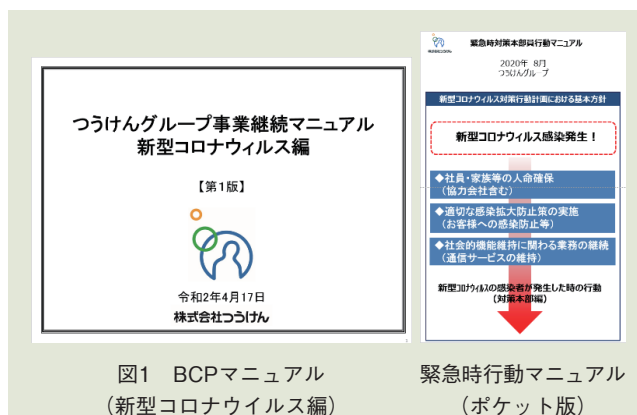 つうけんグループ事業継続マニュアル
新型コロナウィルス編
【第1版】
令和2年4月17日
株式会社つうけん
緊急時対策本部員行動マニュアル
2020年 8月
つうけんグループ
新型コロナウィルス対策行動計画における基本方針
新型コロナウィルス感染発生！
◆社員・家族等の人命確保
（協力会社含む）
◆適切な感染拡大防止策の実施
（お客様への感染防止等）
◆社会的機能維持に関わる業務の継続
（通信サービスの維持）
新型コロナウィルスの感染者が発生した時の行動
（対策本部編）
図1　BCPマニュアル
（新型コロナウイルス編）
緊急時行動マニュアル
（ポケット版）